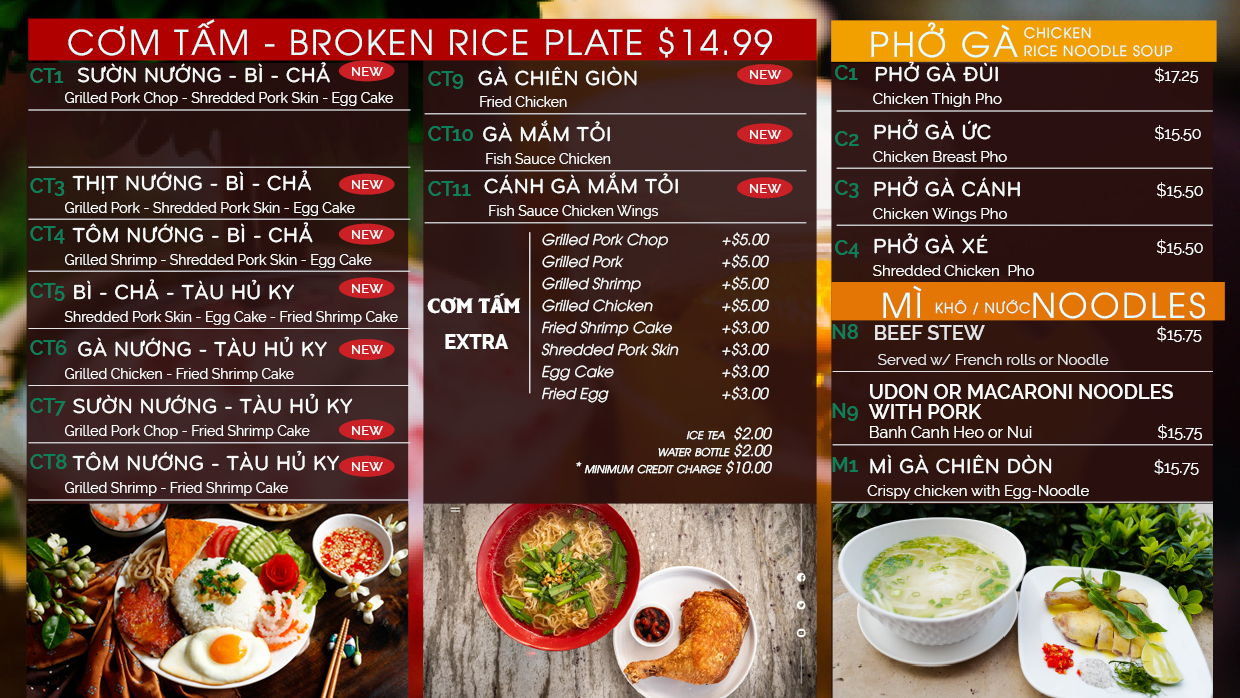 CƠM TẤM - BROKEN RICE PLATE $14.99
CT1 SƯỜN NƯỚNG - BÌ - CHẢ NEW
Grilled Pork Chop - Shredded Pork Skin - Egg Cake
CT3 THỊT NƯỚNG - BÌ - CHẢ NEW
Grilled Pork - Shredded Pork Skin - Egg Cake
CT4 TÔM NƯỚNG - BÌ - CHẢ NEW
Grilled Shrimp - Shredded Pork Skin - Egg Cake
CT5 BÌ - CHẢ - TÀU HỦ KY NEW
Shredded Pork Skin - Egg Cake - Fried Shrimp Cake
CT6 GÀ NƯỚNG - TÀU HỦ KY NEW
Grilled Chicken - Fried Shrimp Cake
CT7 SƯỜN NƯỚNG - TÀU HỦ KY
Grilled Pork Chop - Fried Shrimp Cake NEW
CT8 TÔM NƯỚNG - TÀU HỦ KY NEW
Grilled Shrimp - Fried Shrimp Cake
CT9 GÀ CHIÊN GIÒN NEW
Fried Chicken
CT10 GÀ MẮM TỎI NEW
Fish Sauce Chicken
CT11 CÁNH GÀ MẮM TỎI NEW
Fish Sauce Chicken Wings
CƠM TẤM
EXTRA
Grilled Pork Chop +$5.00
Grilled Pork +$5.00
Grilled Shrimp +$5.00
Grilled Chicken +$5.00
Fried Shrimp Cake +$3.00
Shredded Pork Skin +$3.00
Egg Cake +$3.00
Fried Egg +$3.00
ICE TEA $2.00
WATER BOTTLE $2.00
* MINIMUM CREDIT CHARGE $10.00
PHỞ GÀ CHICKEN
RICE NOODLE SOUP
C1 PHỞ GÀ ĐÙI $17.25
Chicken Thigh Pho
C2 PHỞ GÀ ỨC $15.50
Chicken Breast Pho
C3 PHỞ GÀ CÁNH $15.50
Chicken Wings Pho
C4 PHỞ GÀ XÉ $15.50
Shredded Chicken Pho
MÌ KHÔ / NƯỚC NOODLES
N8 BEEF STEW $15.75
Served w/ French rolls or Noodle
UDON OR MACARONI NOODLES
N9 WITH PORK
Banh Canh Heo or Nui $15.75
M1 MÌ GÀ CHIÊN DÒN $15.75
Crispy chicken with Egg-Noodle